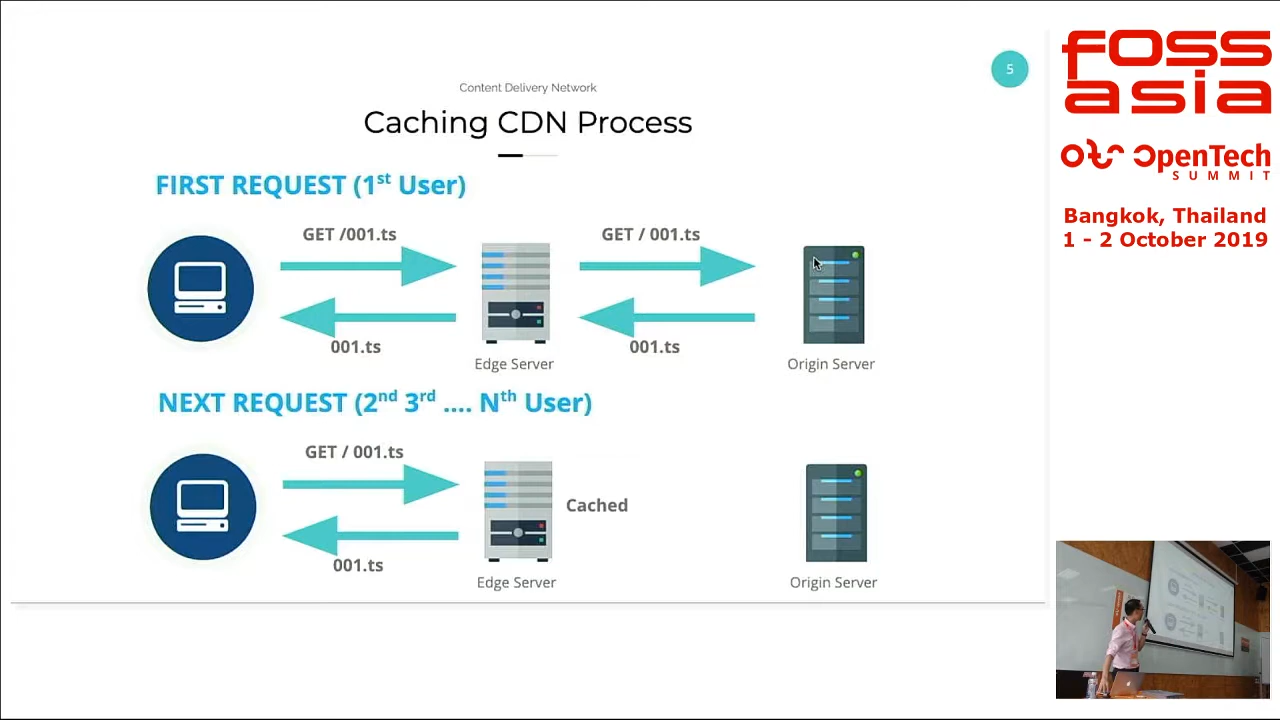 5
Content Delivery Network
Caching CDN Process
FIRST REQUEST (1st User)
GET /001.ts
GET / 001.ts
001.ts
001.ts
Edge Server
Origin Server
NEXT REQUEST (2nd 3rd .... Nth User)
GET / 001.ts
Cached
001.ts
Edge Server
Origin Server
FOSS
asia
OpenTech
SUMMIT
Bangkok, Thailand
1 - 2 October 2019